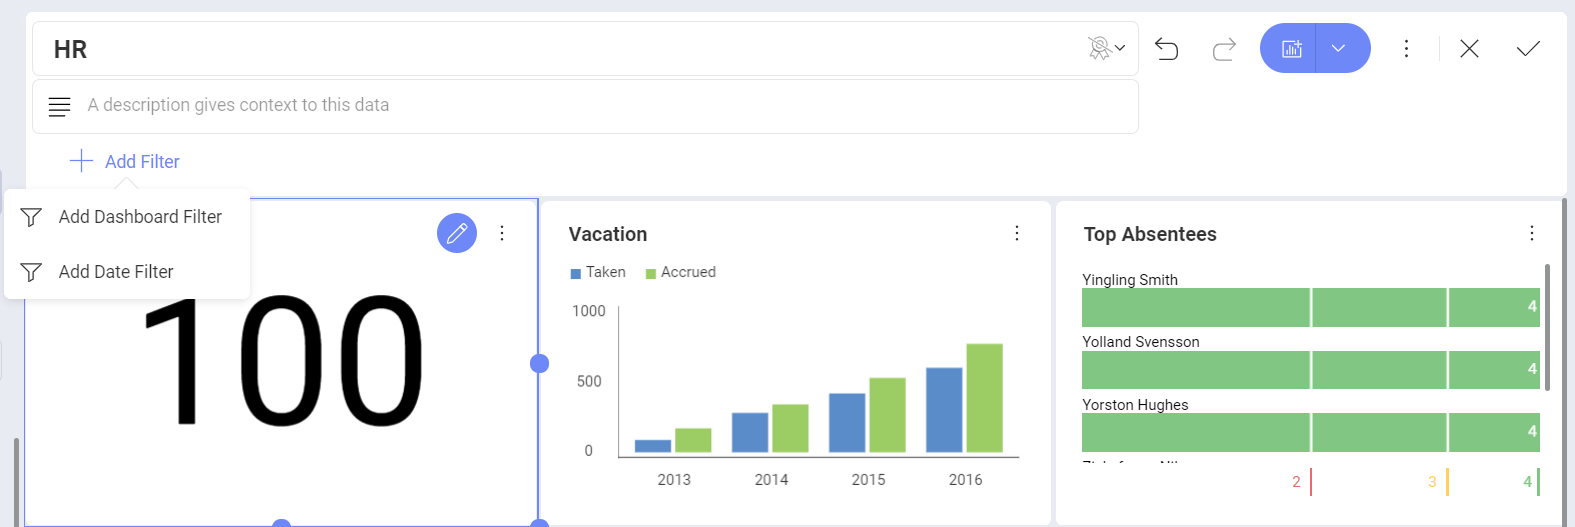 HR
A description gives context to this data
Add Filter
Add Dashboard Filter
Add Date Filter
100
Vacation
Taken Accrued
1000
500
0
2013 2014 2015 2016
Top Absentees
Yingling Smith
4
Yolland Svensson
4
Yorston Hughes
4
2 3 4